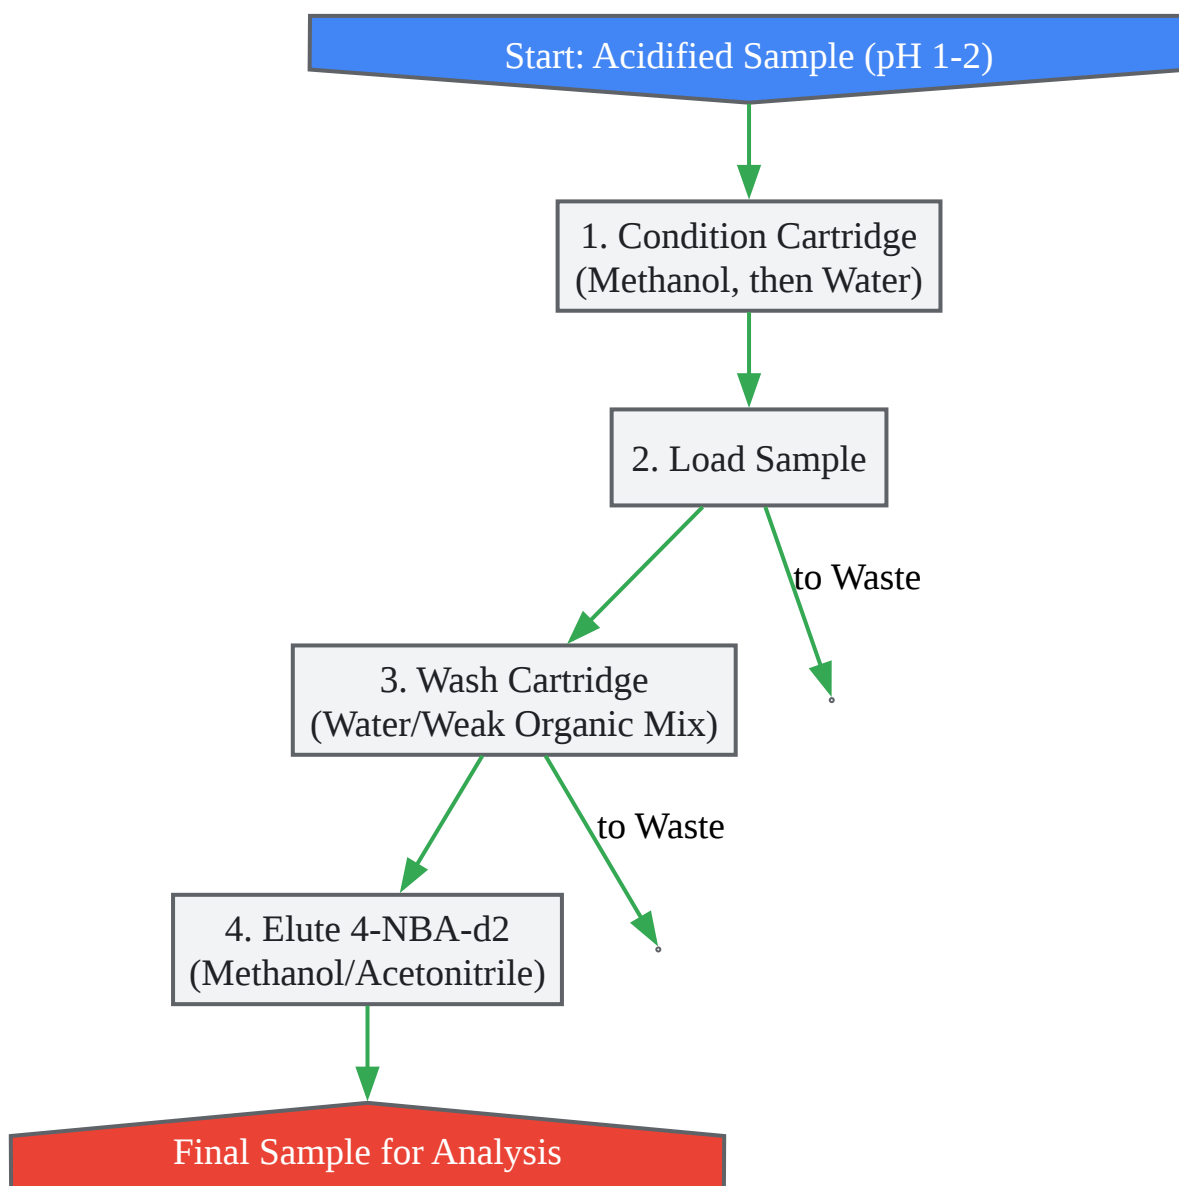 Start: Acidified Sample (pH 1-2)
1. Condition Cartridge
(Methanol, then Water)
2. Load Sample
to Waste
3. Wash Cartridge
(Water/Weak Organic Mix)
to Waste
4. Elute 4-NBA-d2
(Methanol/Acetonitrile)
Final Sample for Analysis